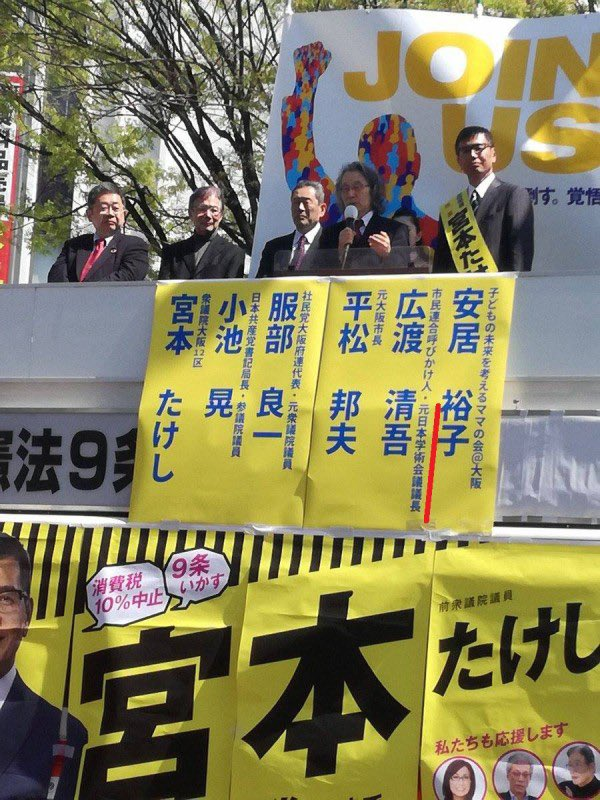 JOIN
US
倒す。覚悟
宮本たけ
子どもの未来を考えるママの会@大阪
安居 裕子
市民連合呼びかけ人・元日本学術会議議長
広渡 清吾
元大阪市長
平松 邦夫
社民党大阪府連代表・元衆議院議員
服部 良一
日本共産党書記局長・参議院議員
小池 晃
衆議院大阪12区
宮本 たけし
憲法9条
消費税
10%中止
9条
いかす
宮本
前衆議院議員
たけし
私たちも応援します